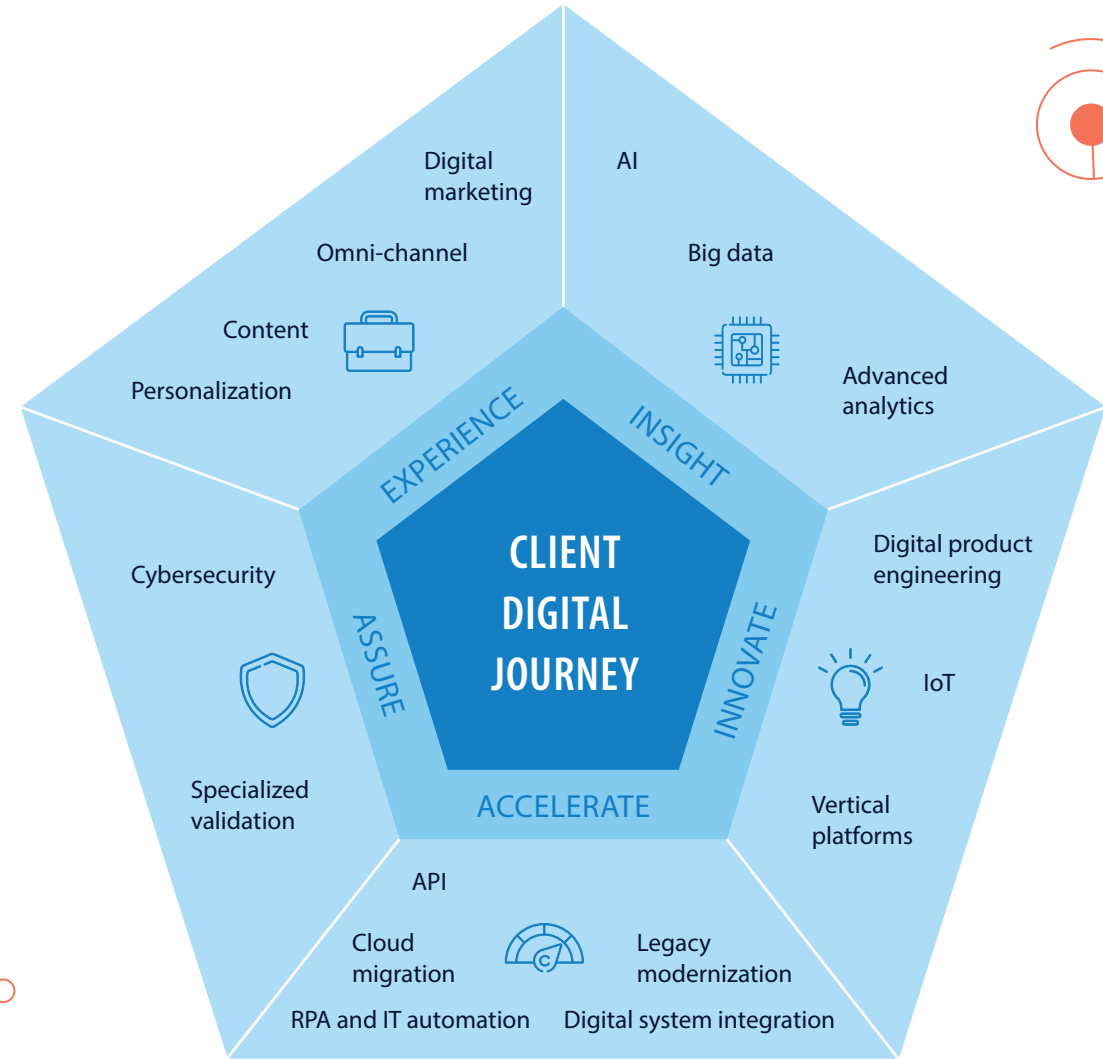 Digital
marketing
Omni-channel
Content
Personalization
AI
Big data
Advanced
analytics
EXPERIENCE
INSIGHT
CLIENT
DIGITAL
JOURNEY
ASSURE
INNOVATE
ACCELERATE
Cybersecurity
Specialized
validation
Digital product
engineering
IoT
Vertical
platforms
API
Cloud
migration
C
Legacy
modernization
RPA and IT automation
Digital system integration